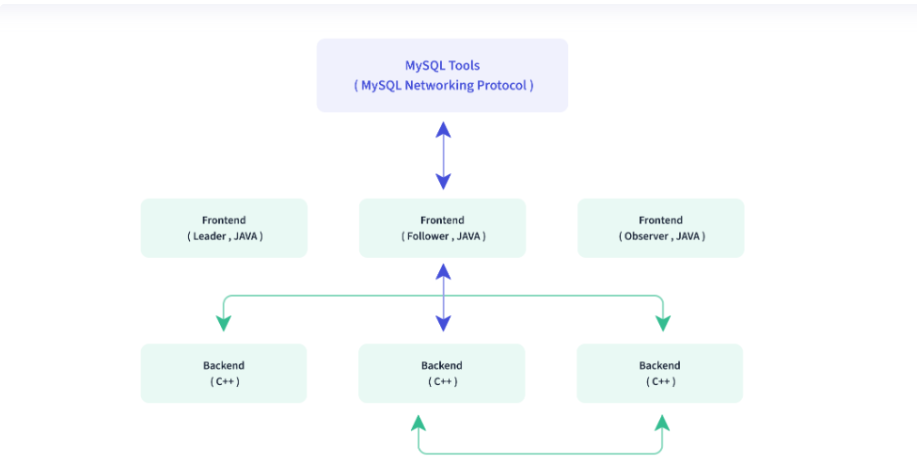 MySQL Tools
( MySQL Networking Protocol )
Frontend
( Leader , JAVA )
Frontend
( Follower , JAVA )
Frontend
( Observer , JAVA )
Backend
( C++ )
Backend
( C++ )
Backend
( C++ )